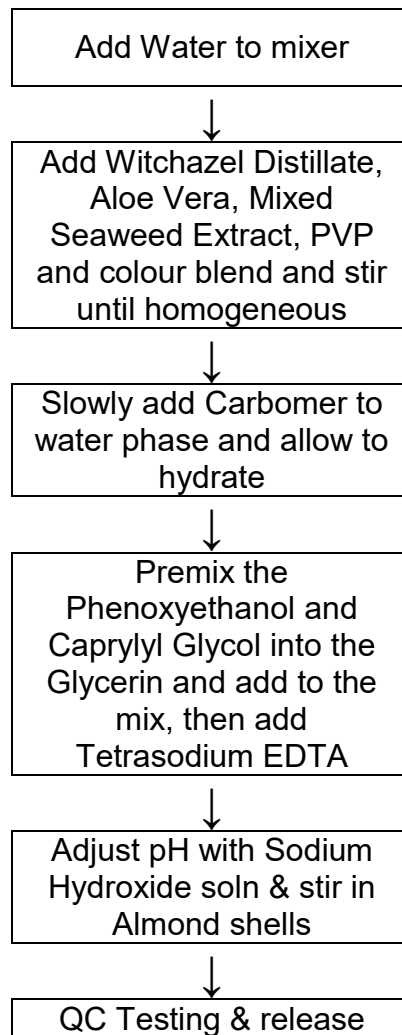 Add Water to mixer
Add Witchazel Distillate,
Aloe Vera, Mixed
Seaweed Extract, PVP
and colour blend and stir
until homogeneous
Slowly add Carbomer to
water phase and allow to
hydrate
Premix the
Phenoxyethanol and
Caprylyl Glycol into the
Glycerin and add to the
mix, then add
Tetrasodium EDTA
Adjust pH with Sodium
Hydroxide soln & stir in
Almond shells
QC Testing & release